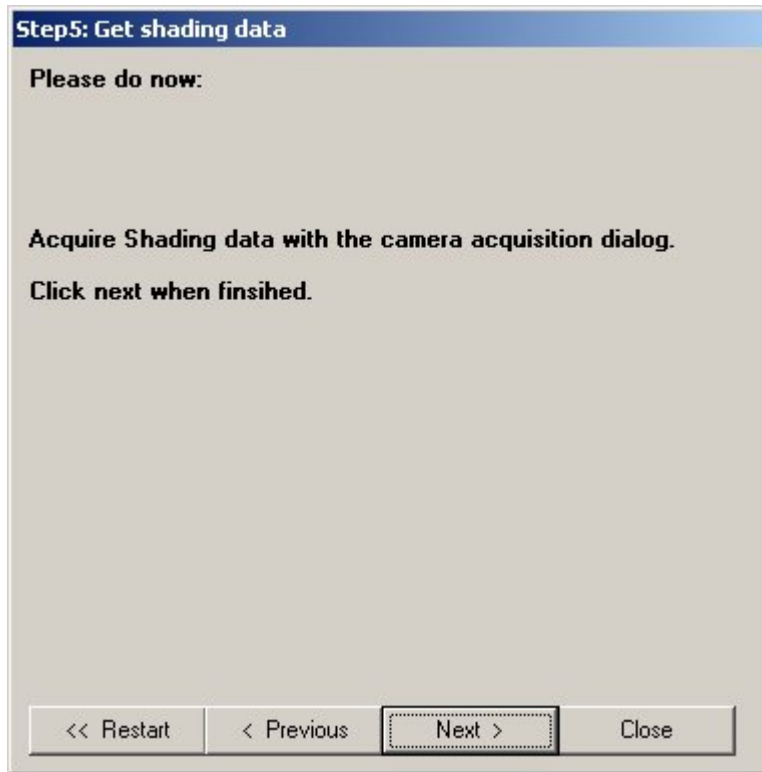 Step5: Get shading data
Please do now:
Acquire Shading data with the camera acquisition dialog.
Click next when finsihed.
<< Restart
< Previous
Next >
Close